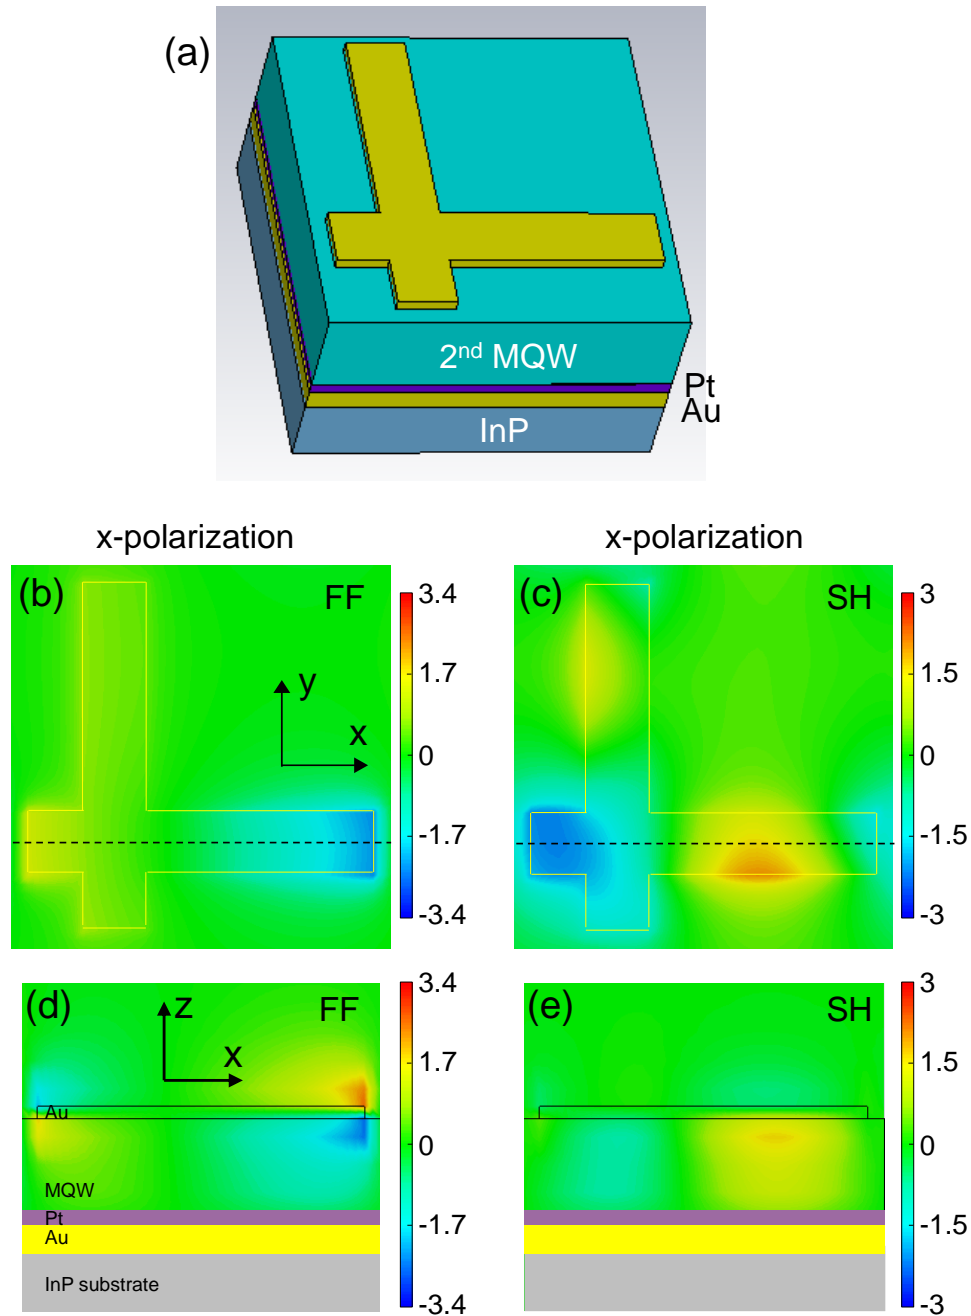 (a)
2nd MQW
Pt
Au
InP
x-polarization
x-polarization
(b)
FF
y
x
3.4
1.7
0
-1.7
-3.4
(c)
SH
3
1.5
0
-1.5
-3
(d)
FF
z
x
Au
MQW
Pt
Au
InP substrate
3.4
1.7
0
-1.7
-3.4
(e)
SH
3
1.5
0
-1.5
-3